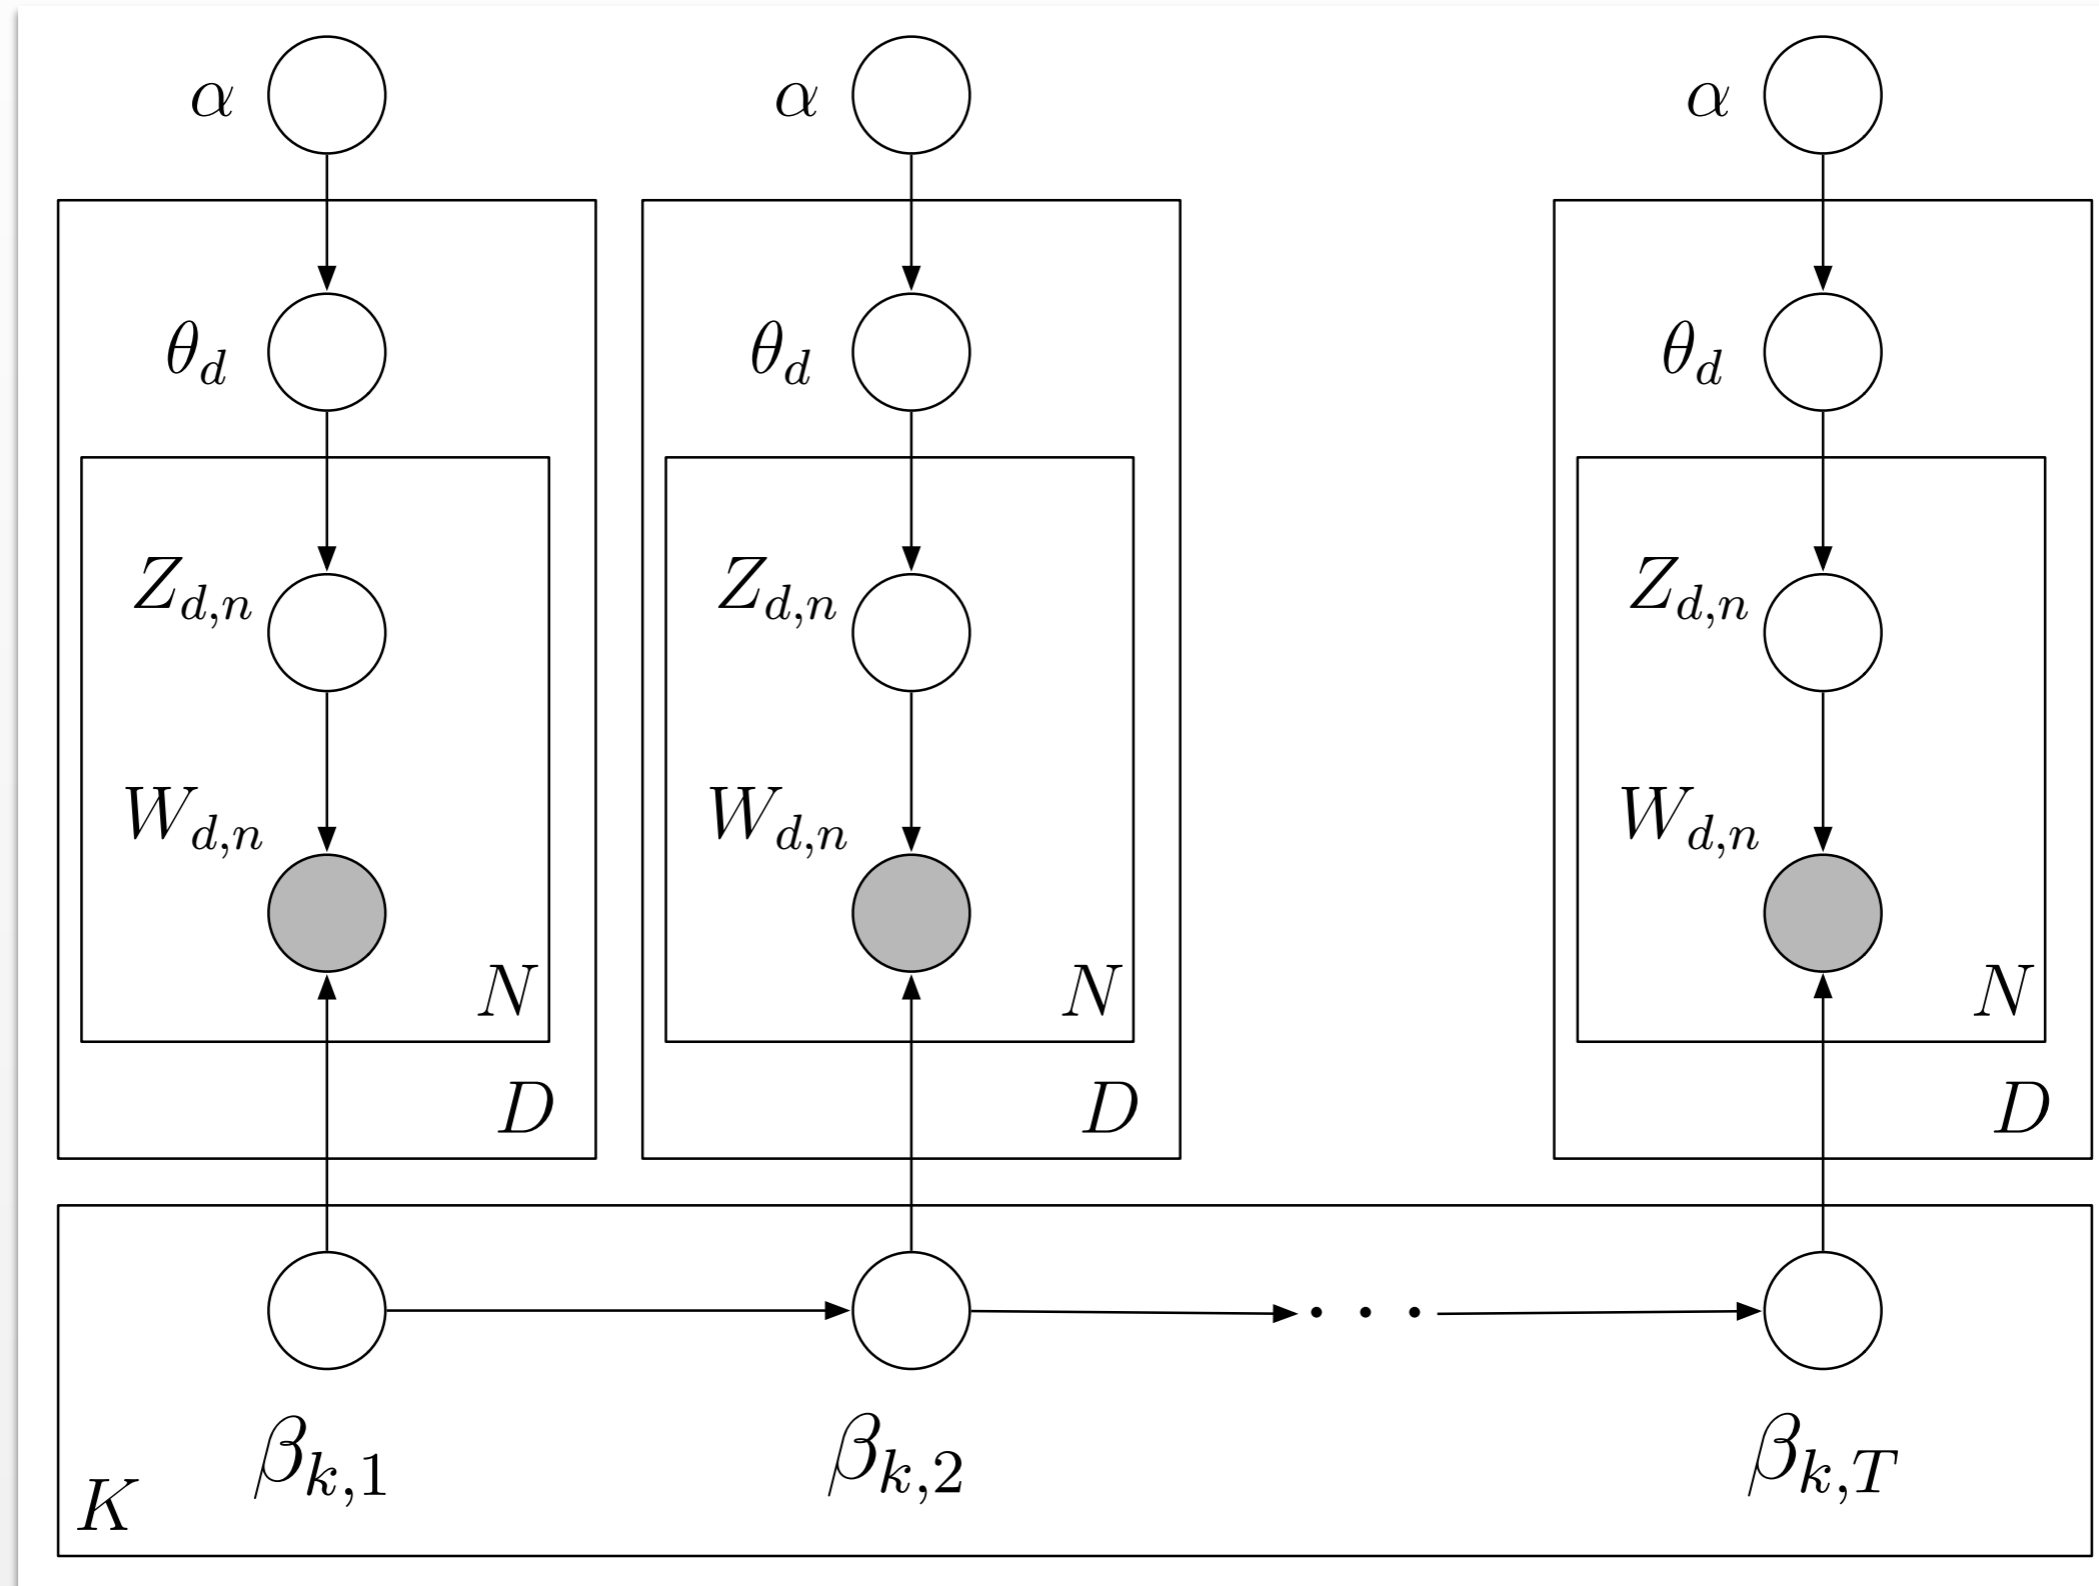 α α α
θ_d θ_d θ_d
Z_{d,n} Z_{d,n} Z_{d,n}
W_{d,n} W_{d,n} W_{d,n}
N N N
D D D
· · ·
β_{k,1} β_{k,2} β_{k,T}
K